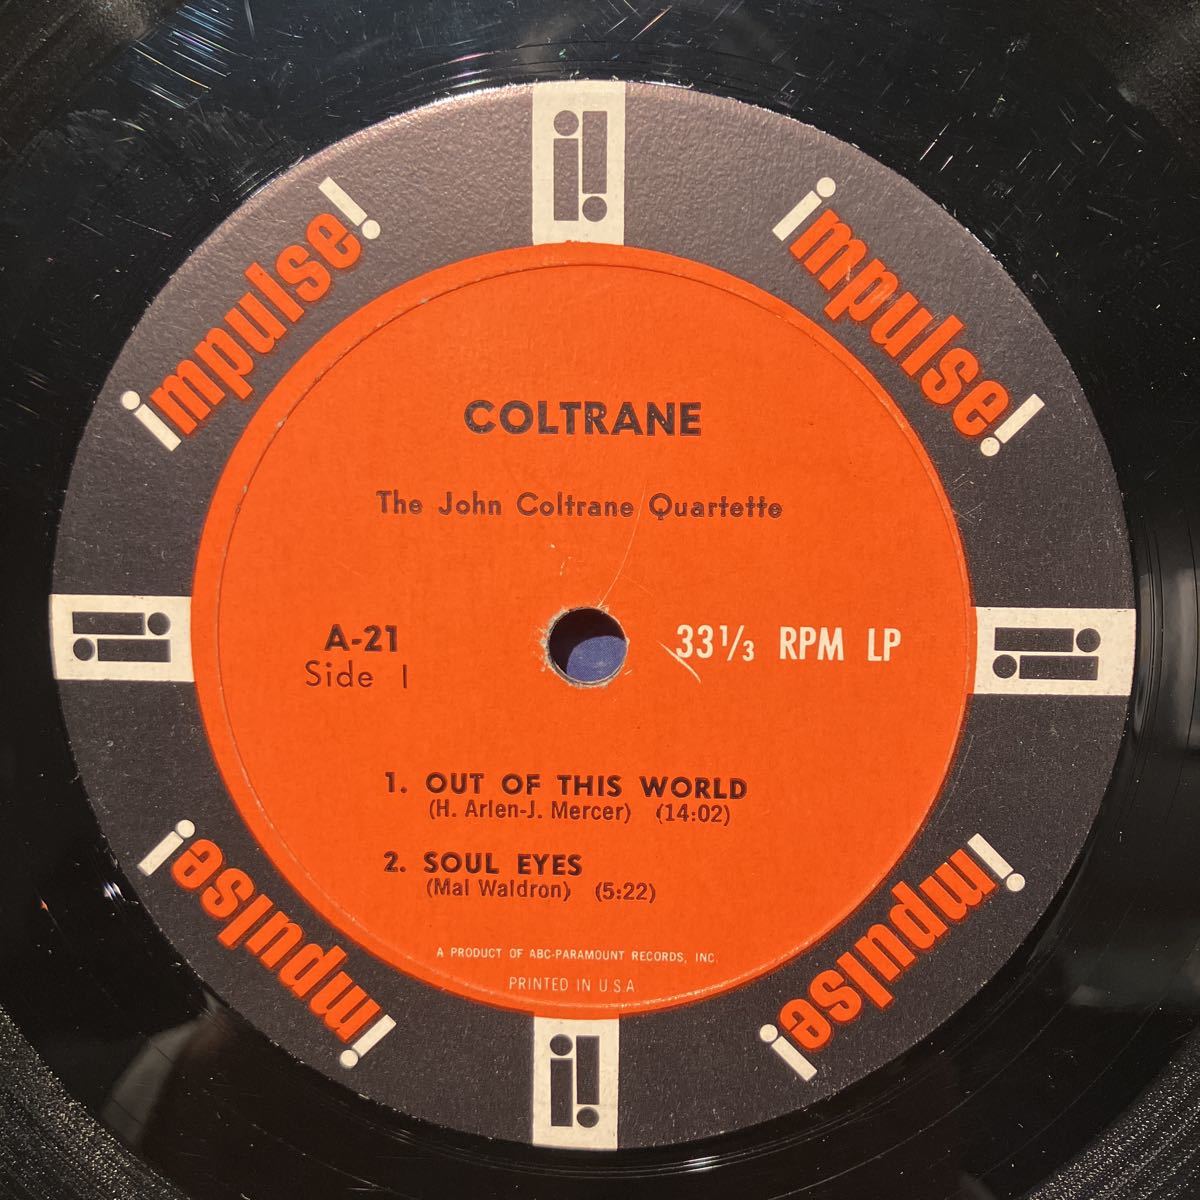 impulse!
impulse!
COLTRANE
The John Coltrane Quartette
A-21
Side 1
33 1/3 RPM LP
1. OUT OF THIS WORLD
(H. Arlen-J. Mercer) (14:02)
2. SOUL EYES
(Mal Waldron) (5:22)
A PRODUCT OF ABC-PARAMOUNT RECORDS, INC.
PRINTED IN U S A
impulse!
impulse!